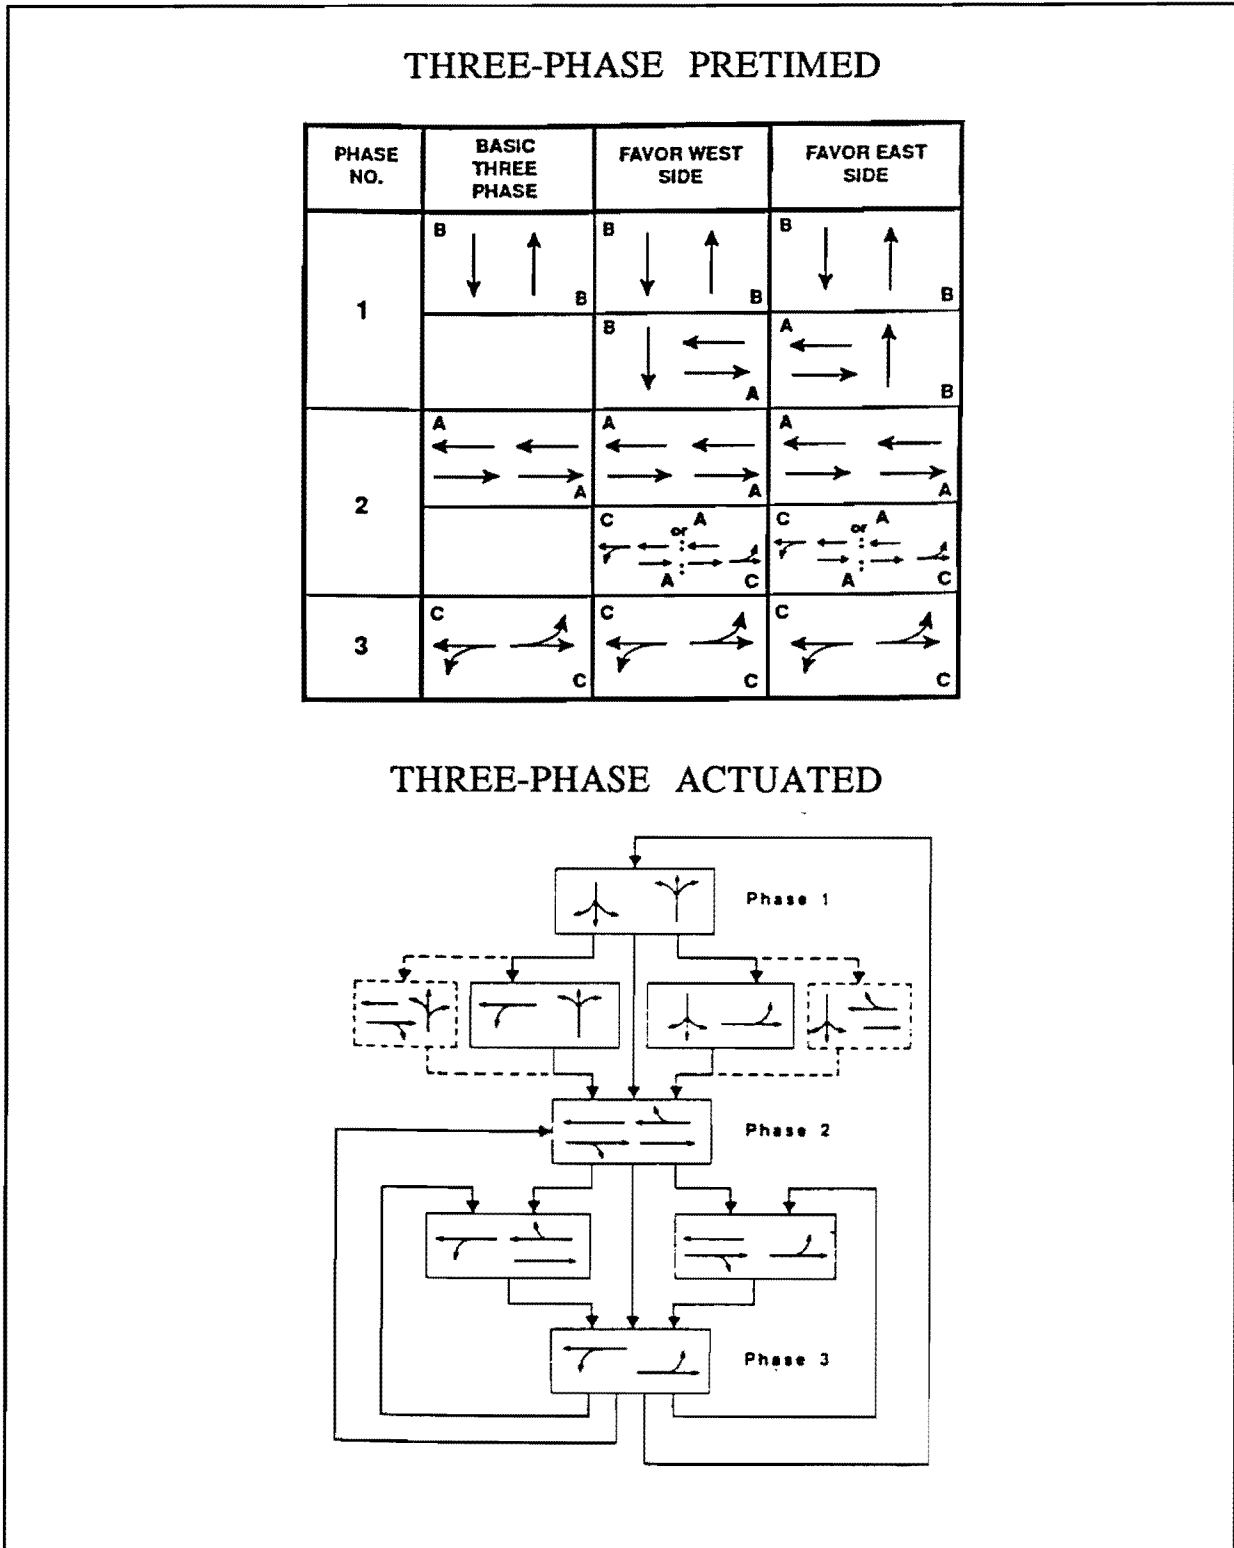 THREE-PHASE PRETIMED
PHASE NO.
BASIC THREE PHASE
FAVOR WEST SIDE
FAVOR EAST SIDE
1
B
B
B
B
B
B
B
A
A
B
2
A
A
A
A
A
A
C
or
A
A
C
C
or
A
A
C
3
C
C
C
C
C
C
THREE-PHASE ACTUATED
Phase 1
Phase 2
Phase 3